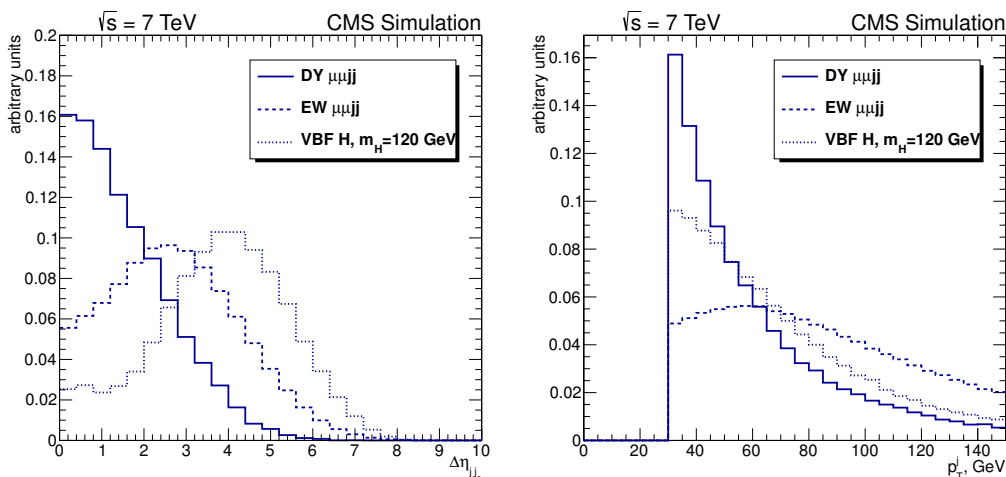 √s = 7 TeV CMS Simulation
arbitrary units
0.2
0.18
0.16
0.14
0.12
0.1
0.08
0.06
0.04
0.02
0
DY μμjj
EW μμjj
VBF H, m_H=120 GeV
0 1 2 3 4 5 6 7 8 9 10
Δη_jj
√s = 7 TeV CMS Simulation
arbitrary units
0.16
0.14
0.12
0.1
0.08
0.06
0.04
0.02
0
DY μμjj
EW μμjj
VBF H, m_H=120 GeV
0 20 40 60 80 100 120 140
p_T^j, GeV